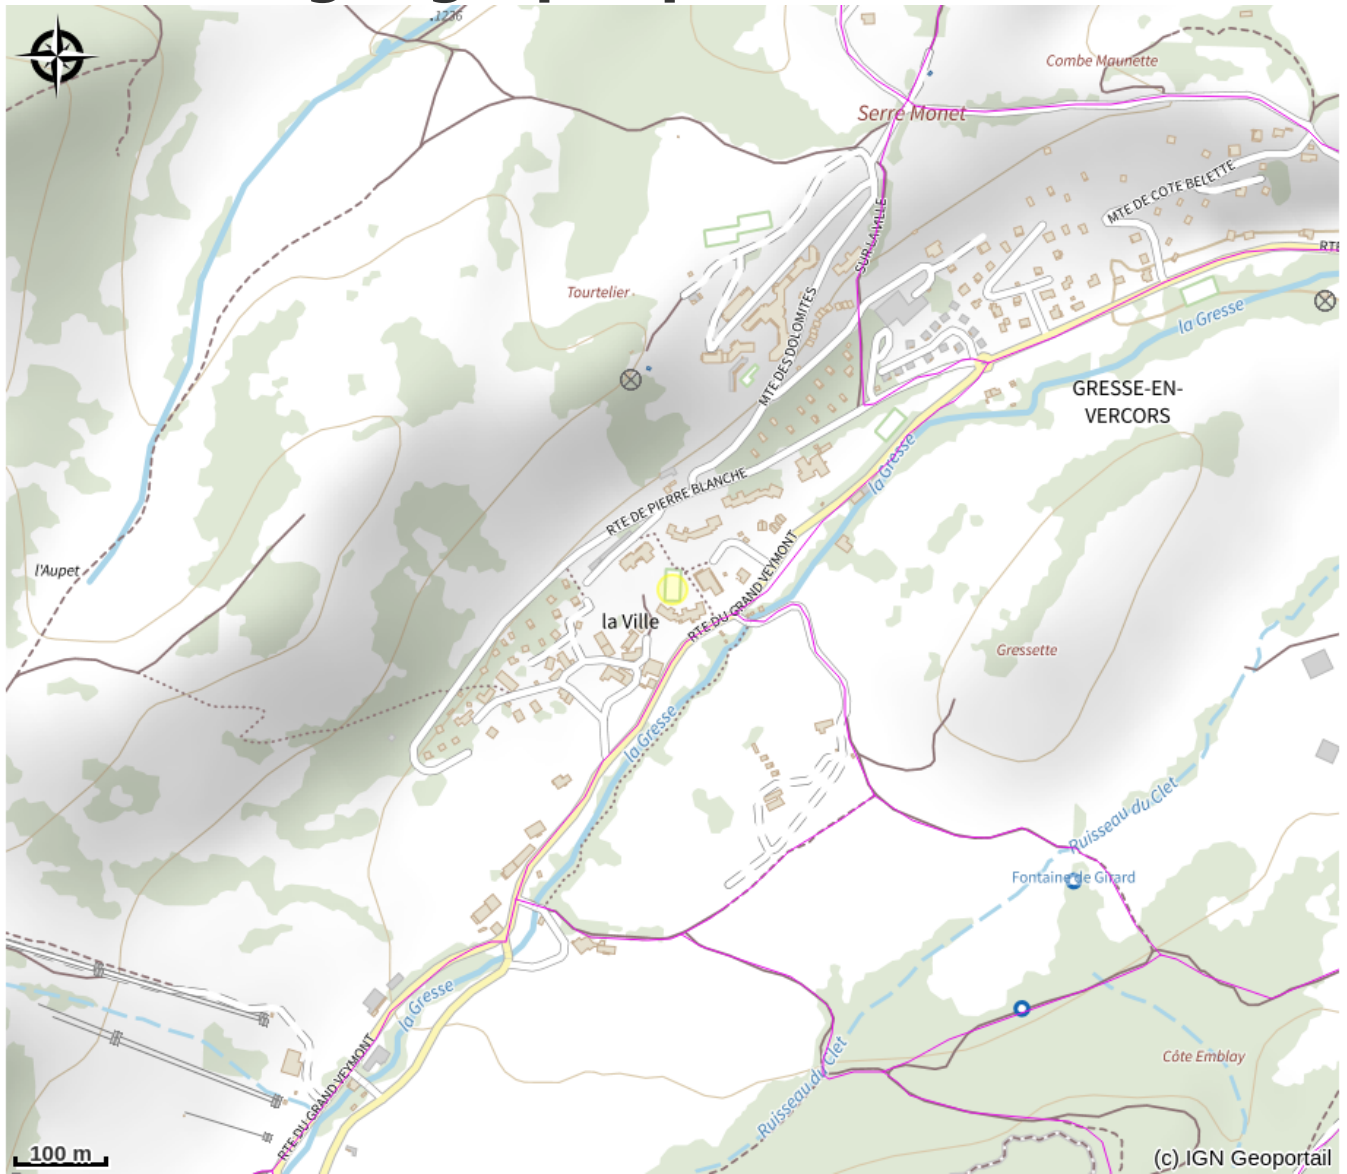 .1236
Combe Maunette
Serre Monet
MTE DE COTE BELETTE
SUR LA VILLE
RTE
Tourtelier
la Gresse
MTE DES DOLOMITES
GRESSE-EN-
VERCORS
la Gresse
RTE DE PIERRE BLANCHE
l'Aupet
RTE DU GRAND VEYMONT
la Ville
Gressette
la Gresse
Ruisseau du Clet
Fontaine de Girard
la Gresse
RTE DU GRAND VEYMONT
Ruisseau du Clet
Côte Emblay
100 m
(c) IGN Geoportail